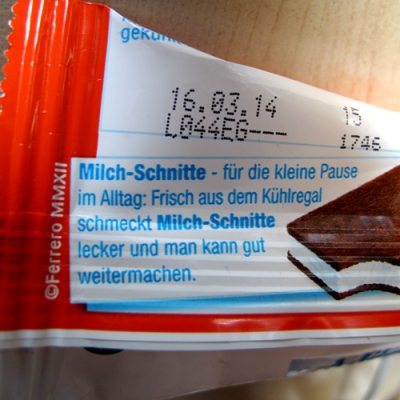 16.03.14 15
L044EG--- 1746
Milch-Schnitte - für die kleine Pause
im Alltag: Frisch aus dem Kühlregal
schmeckt Milch-Schnitte
lecker und man kann gut
weitermachen.
©Ferrero MMXII